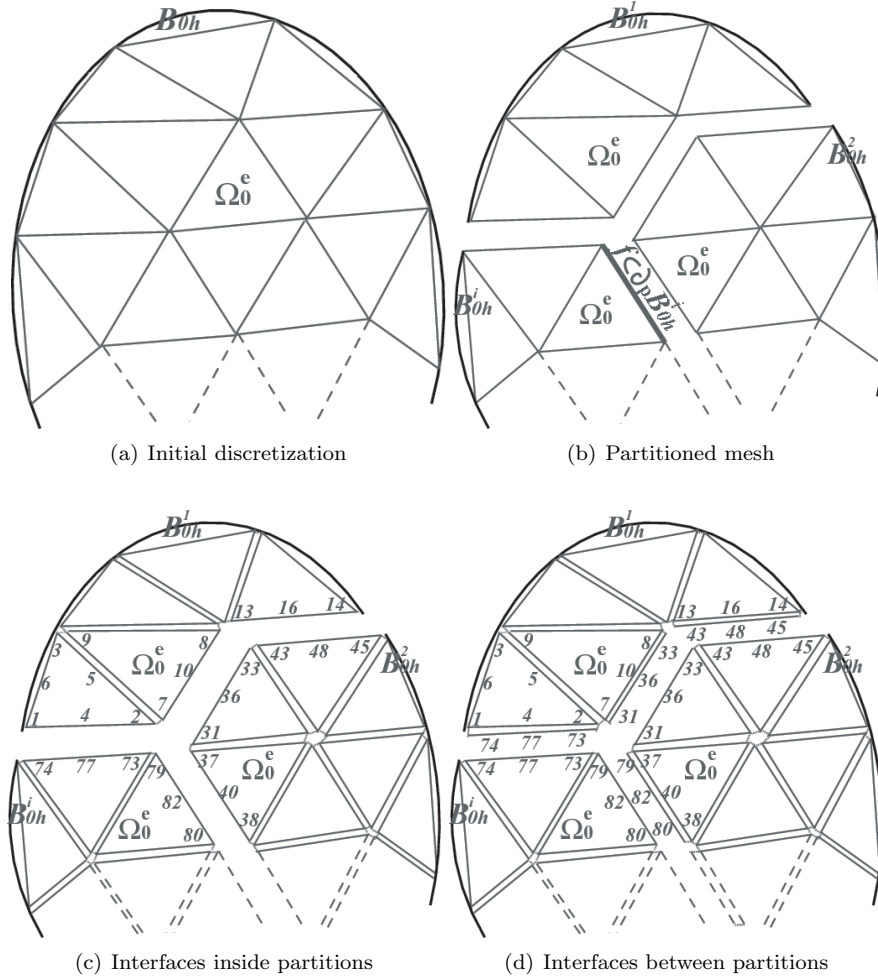 B0h
Ω0e
(a) Initial discretization
B0h1
Ω0e
B0h2
B0hi
Ω0e
Ω0e
f⊂∂pB0hi
(b) Partitioned mesh
B0h1
13 16 14
3 9 8
Ω0e
6 5 10
1 4 2 7
33 43 48 45
B0h2
36
31
74 77 73 79
37 Ω0e
B0hi
82 40
Ω0e
80 38
(c) Interfaces inside partitions
B0h1
13 16 14
43 48 45
3 9 8
33 43 48 45
B0h2
Ω0e
6 5 10 36
33 36
1 4 2 7 31
31
74 77 73
74 77 73 79 79 37
Ω0e
B0hi
82 82 40
Ω0e
80 80 38
(d) Interfaces between partitions